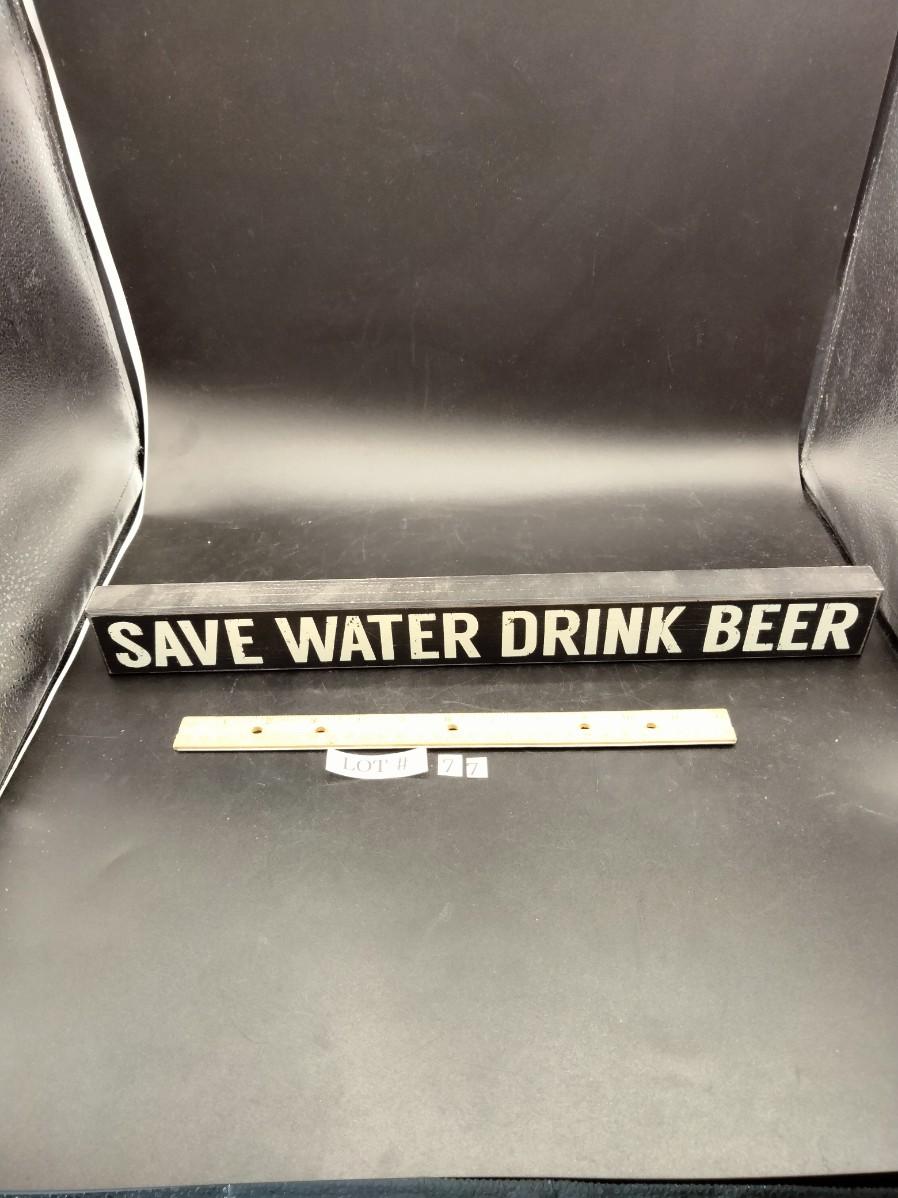 SAVE WATER DRINK BEER
LOT # 77